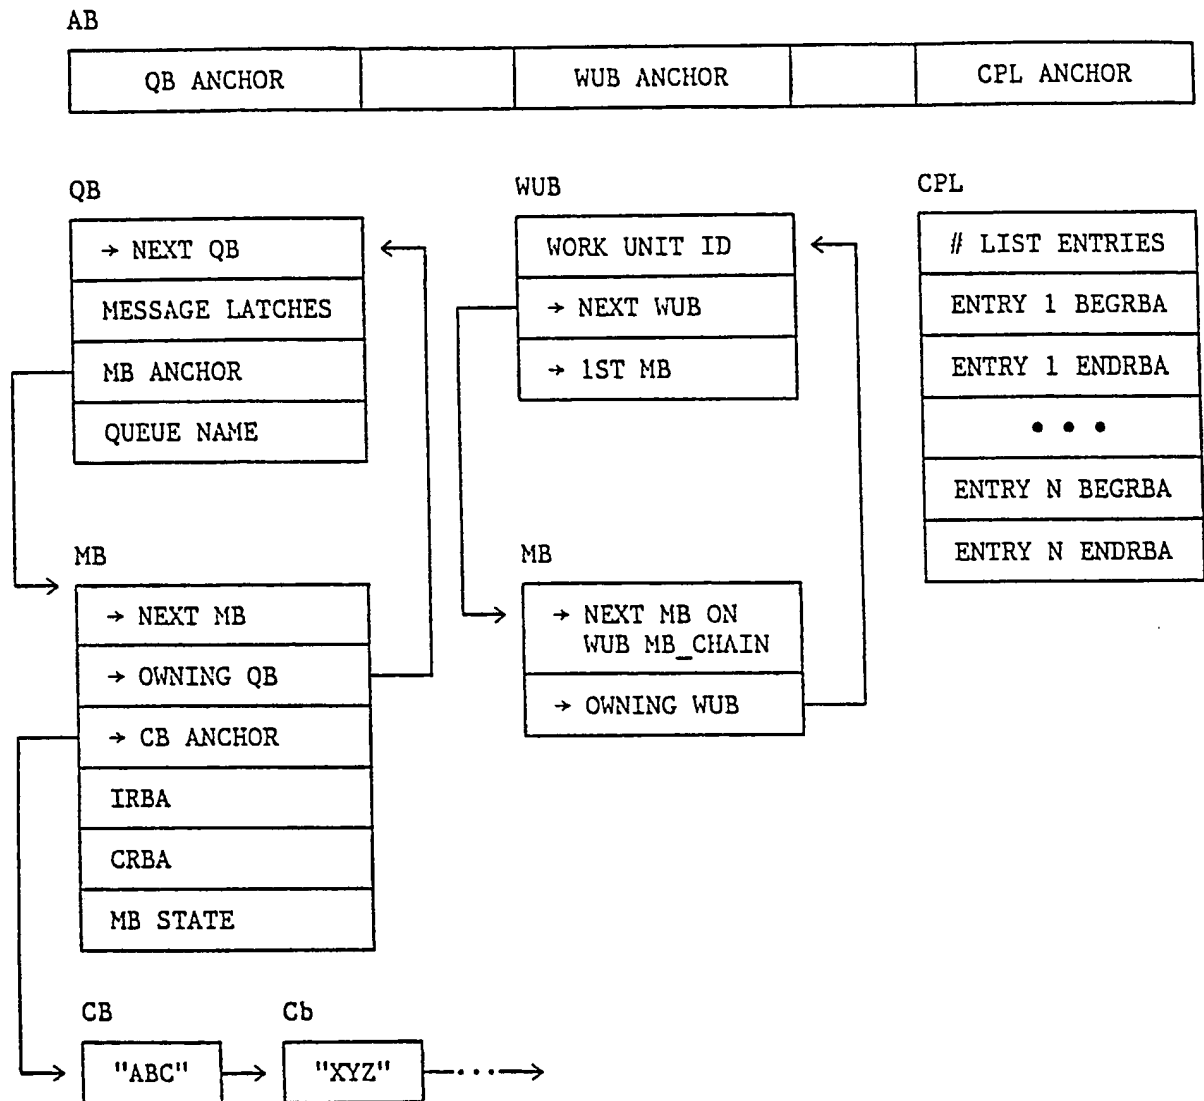 AB
QB ANCHOR
WUB ANCHOR
CPL ANCHOR
QB
→ NEXT QB
MESSAGE LATCHES
MB ANCHOR
QUEUE NAME
WUB
WORK UNIT ID
→ NEXT WUB
→ 1ST MB
CPL
# LIST ENTRIES
ENTRY 1 BEGRBA
ENTRY 1 ENDRBA
• • •
ENTRY N BEGRBA
ENTRY N ENDRBA
MB
→ NEXT MB
→ OWNING QB
→ CB ANCHOR
IRBA
CRBA
MB STATE
MB
→ NEXT MB ON
WUB MB_CHAIN
→ OWNING WUB
CB
"ABC"
Cb
"XYZ"